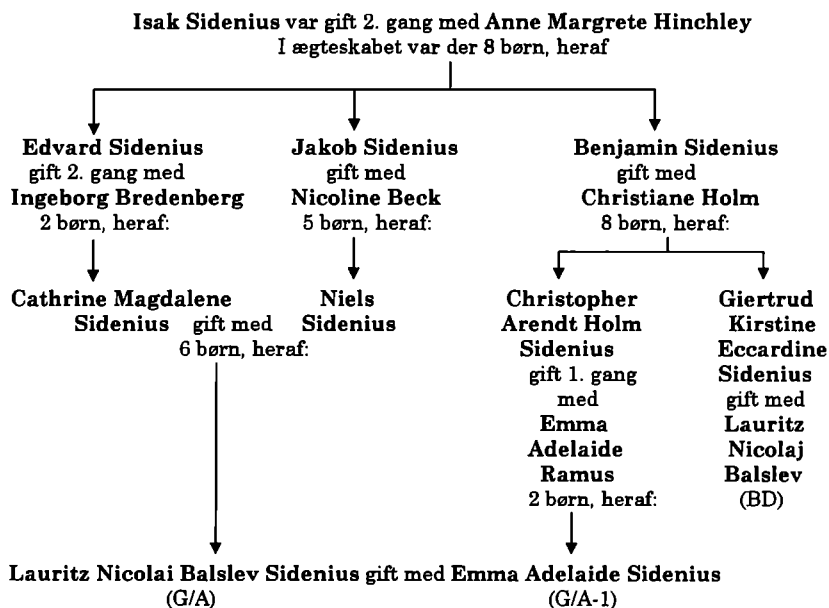 Isak Sidenius var gift 2. gang med Anne Margrete Hinchley
I ægteskabet var der 8 børn, heraf
Edvard Sidenius
gift 2. gang med
Ingeborg Bredenberg
2 børn, heraf:
Jakob Sidenius
gift med
Nicoline Beck
5 børn, heraf:
Benjamin Sidenius
gift med
Christiane Holm
8 børn, heraf:
Cathrine Magdalene
Sidenius gift med
6 børn, heraf:
Niels
Sidenius
Christopher
Arendt Holm
Sidenius
gift 1. gang
med
Emma
Adelaide
Ramus
2 børn, heraf:
Giertrud
Kirstine
Eccardine
Sidenius
gift med
Lauritz
Nicolaj
Balslev
(BD)
Lauritz Nicolai Balslev Sidenius gift med Emma Adelaide Sidenius
(G/A)
(G/A-1)